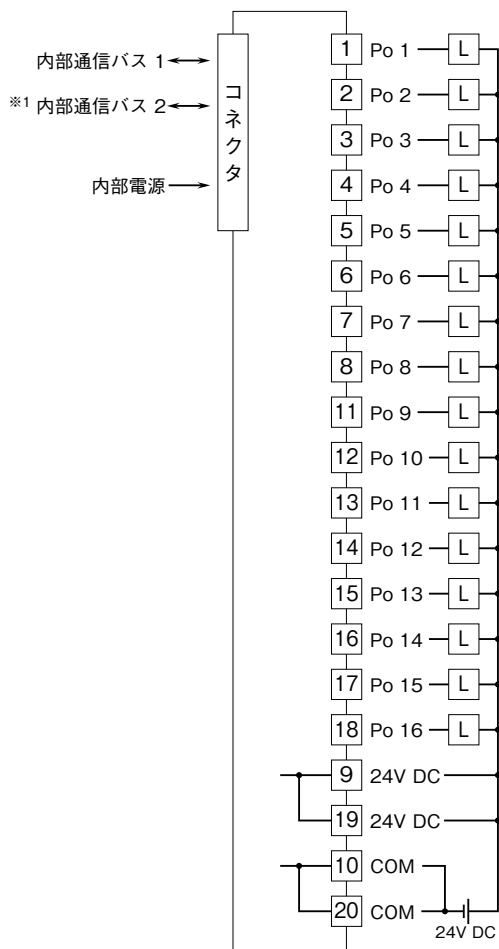 内部通信バス 1
※1 内部通信バス 2
内部電源
コネクタ
1 Po 1 L
2 Po 2 L
3 Po 3 L
4 Po 4 L
5 Po 5 L
6 Po 6 L
7 Po 7 L
8 Po 8 L
11 Po 9 L
12 Po 10 L
13 Po 11 L
14 Po 12 L
15 Po 13 L
16 Po 14 L
17 Po 15 L
18 Po 16 L
9 24V DC
19 24V DC
10 COM
20 COM
24V DC